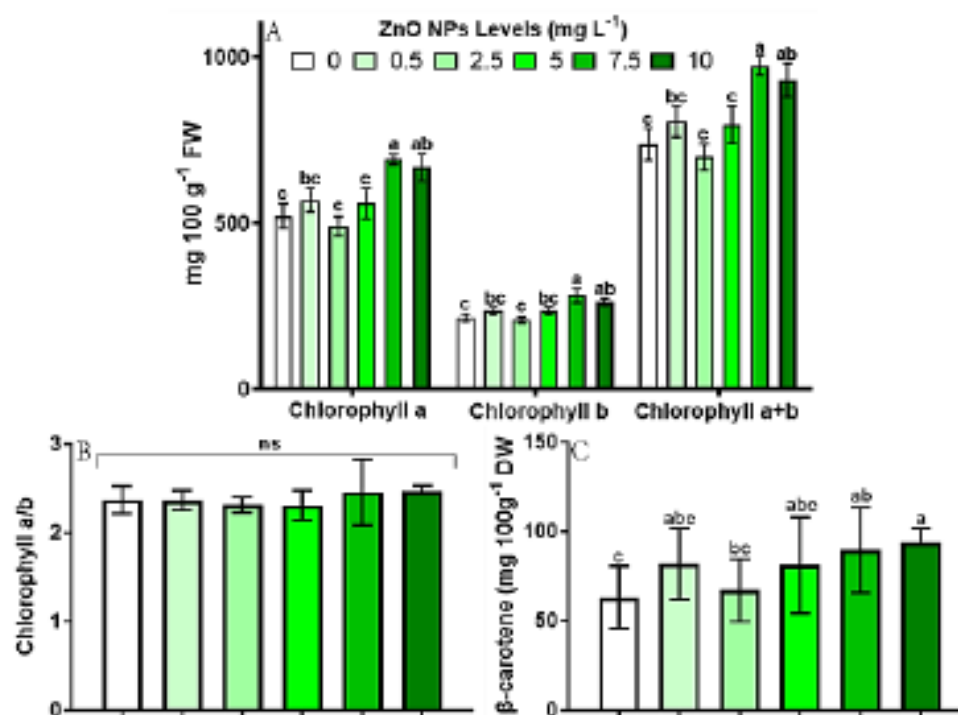 A
ZnO NPs Levels (mg L⁻¹)
0 0.5 2.5 5 7.5 10
mg 100 g⁻¹ FW
1000
500
0
c bc c c a ab
c bc c bc a ab
c bc c c a ab
Chlorophyll a Chlorophyll b Chlorophyll a+b
B
ns
Chlorophyll a/b
3
2
1
0
C
β-carotene (mg 100g⁻¹ DW
150
100
50
0
c abc bc abc ab a